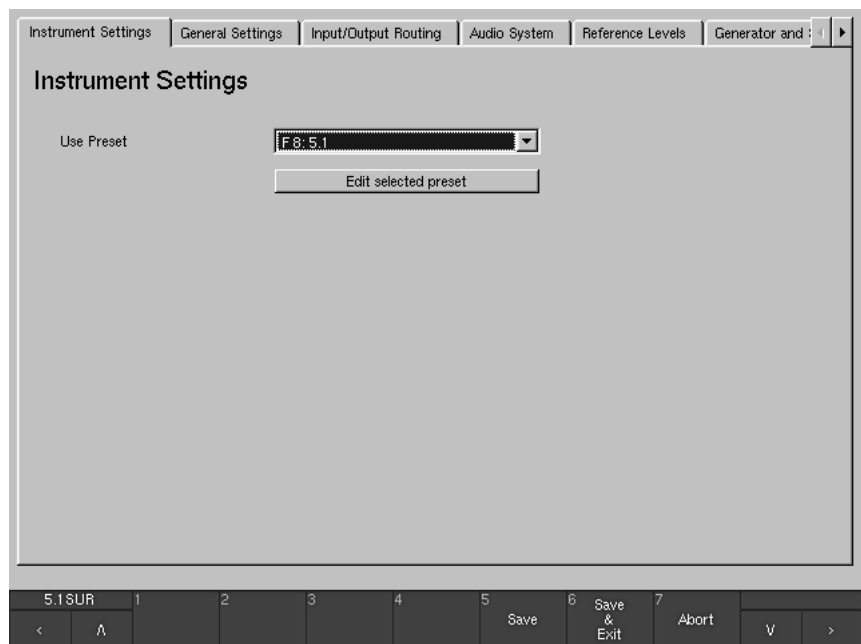 Instrument Settings General Settings Input/Output Routing Audio System Reference Levels Generator and
Instrument Settings
Use Preset F 8: 5.1
Edit selected preset
5.1SUR 1 2 3 4 5 6 7
Save Save & Exit Abort
< Λ V >